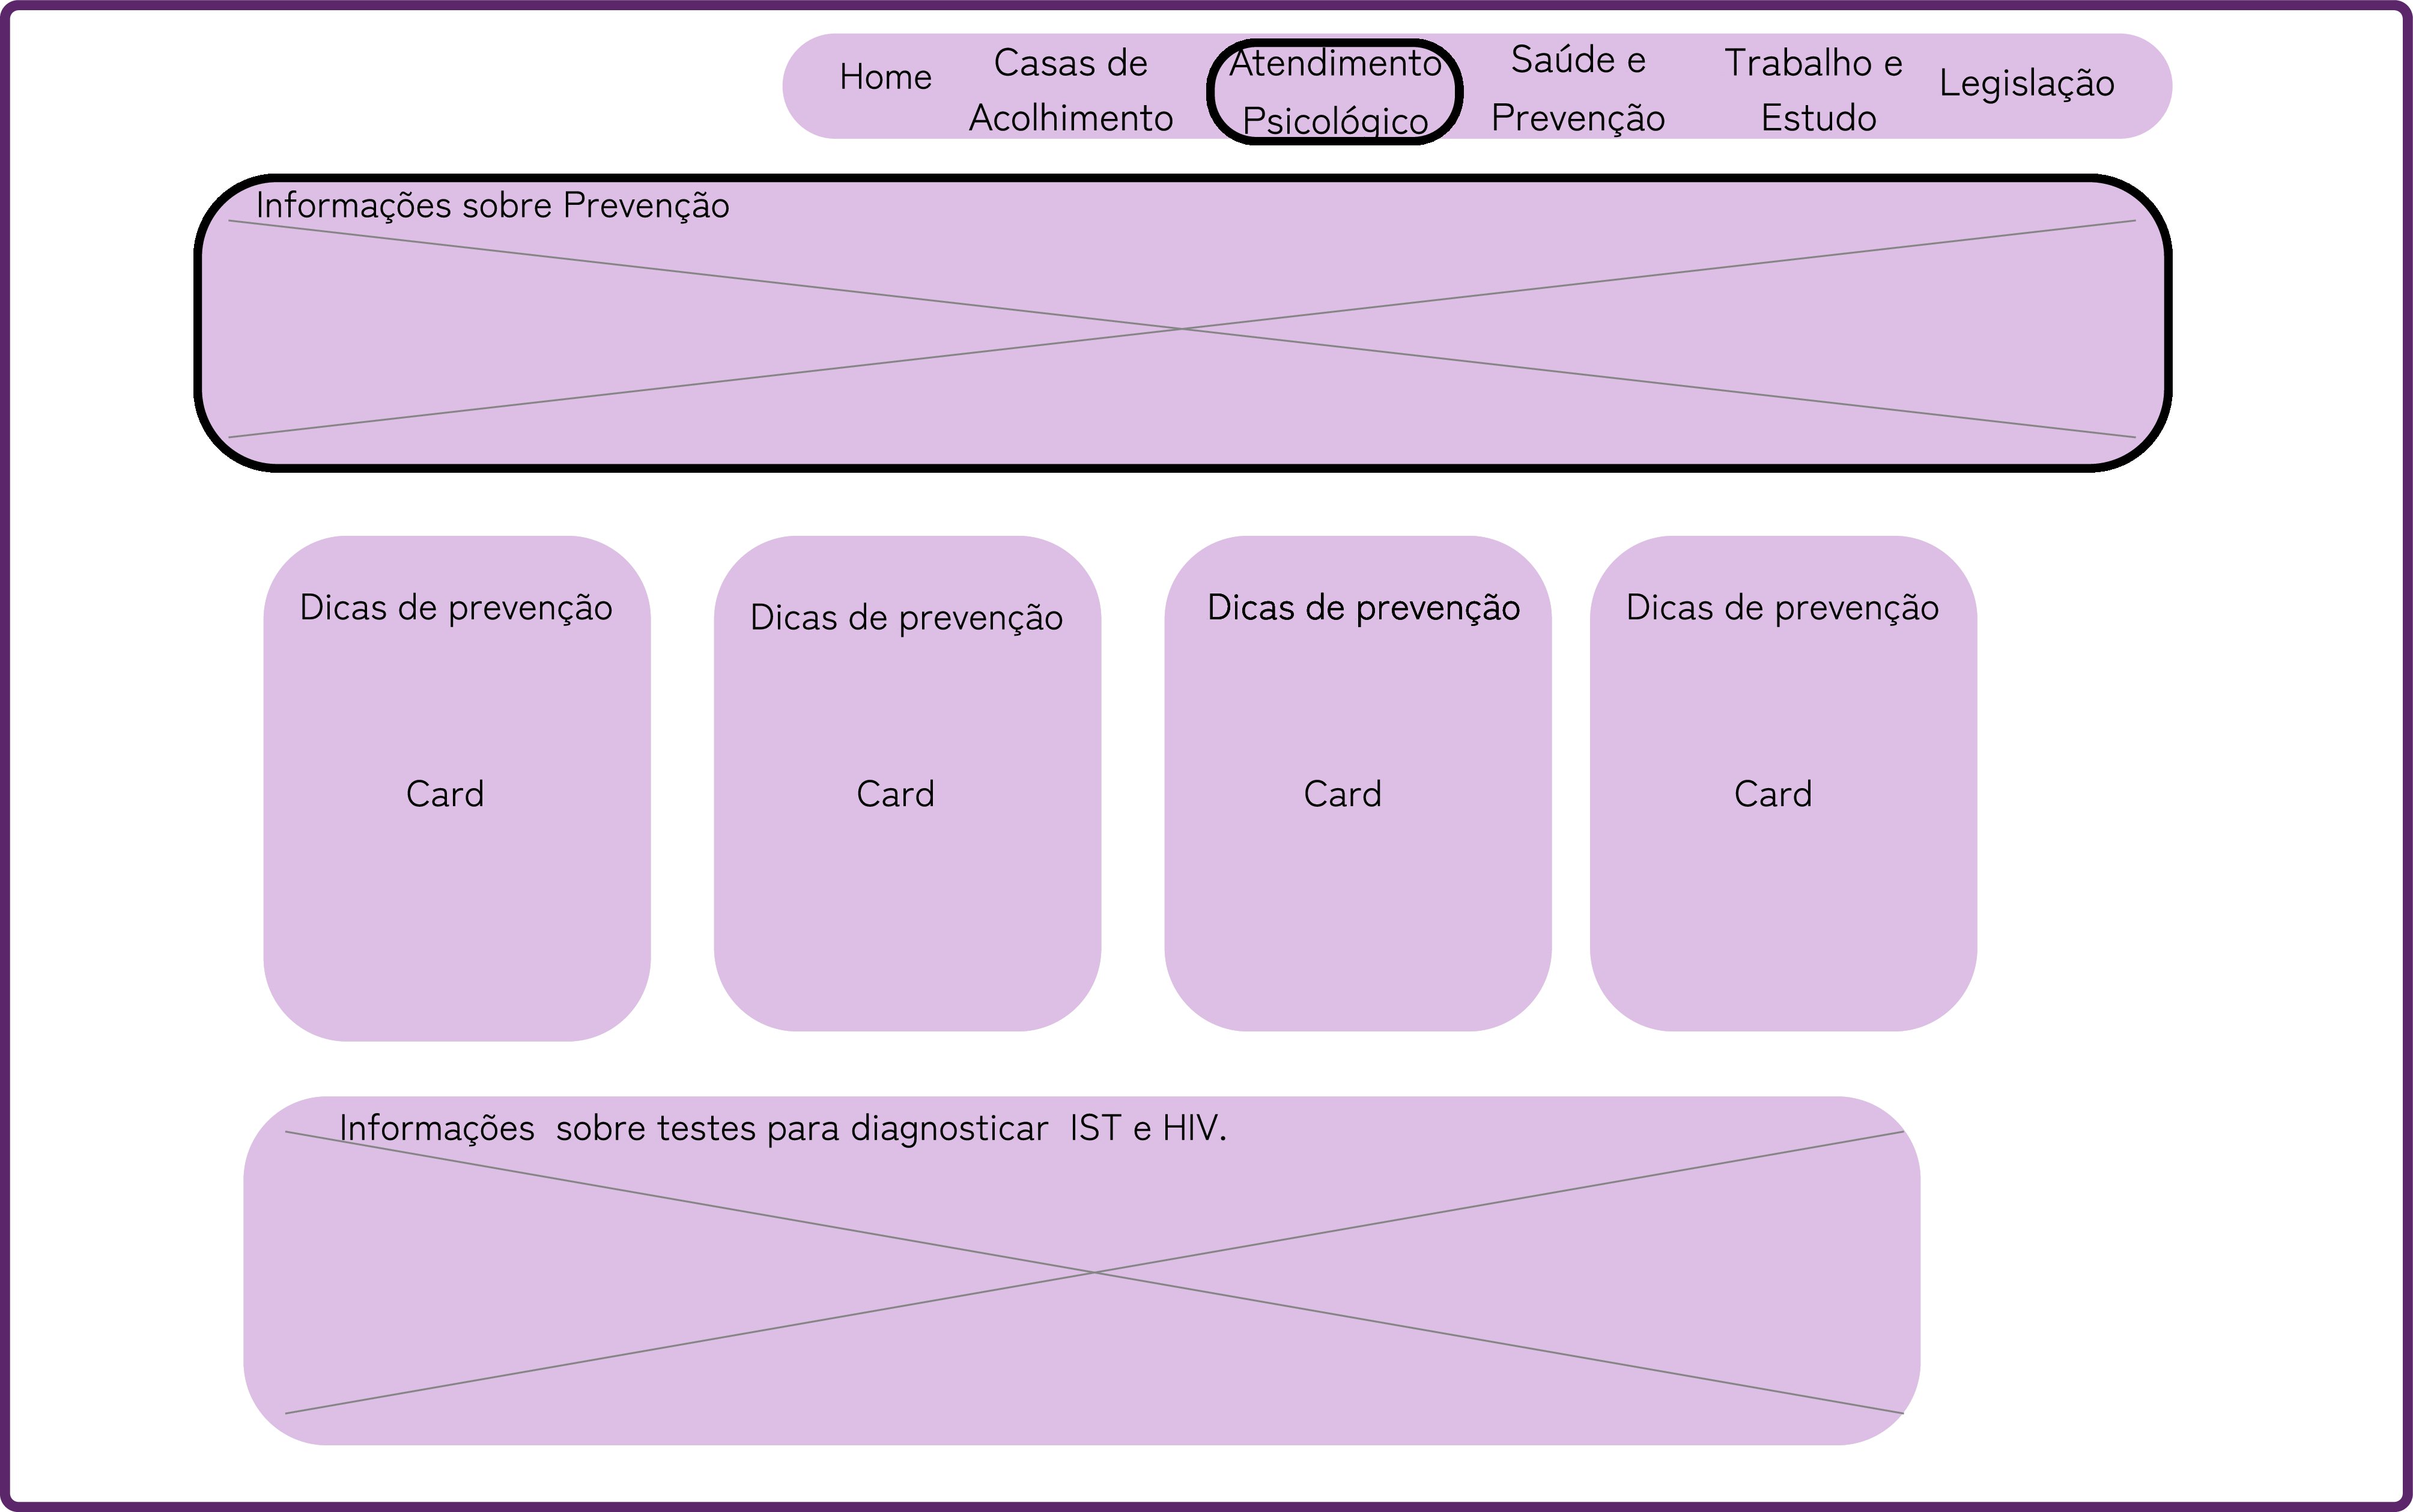 Home
Casas de
Acolhimento
Atendimento
Psicológico
Saúde e
Prevenção
Trabalho e
Estudo
Legislação
Informações sobre Prevenção
Dicas de prevenção
Card
Dicas de prevenção
Card
Dicas de prevenção
Card
Dicas de prevenção
Card
Informações  sobre testes para diagnosticar  IST e HIV.